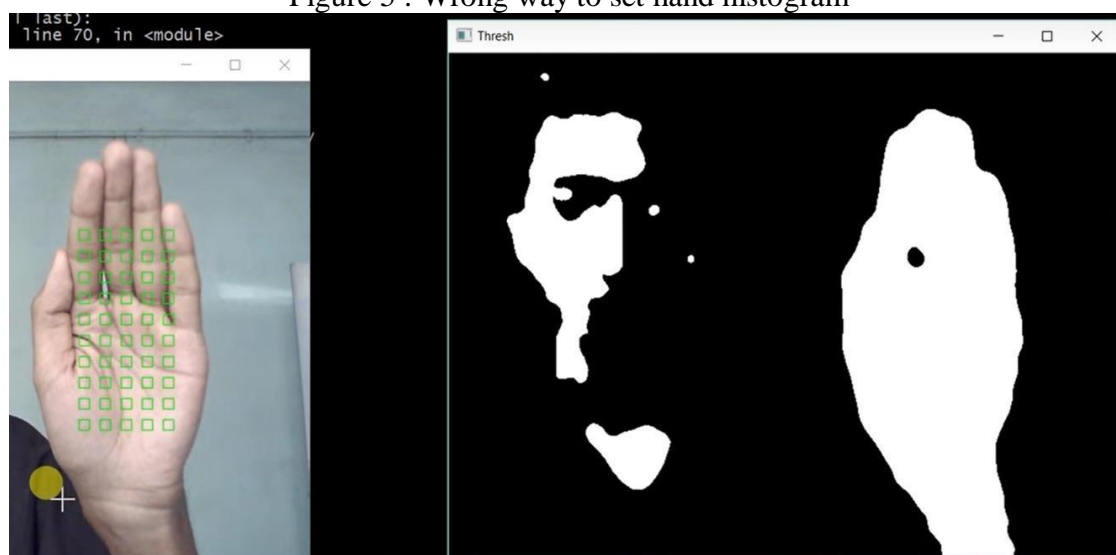 Figure 5 : Wrong way to set hand histogram
last):
line 70, in <module>
Thresh